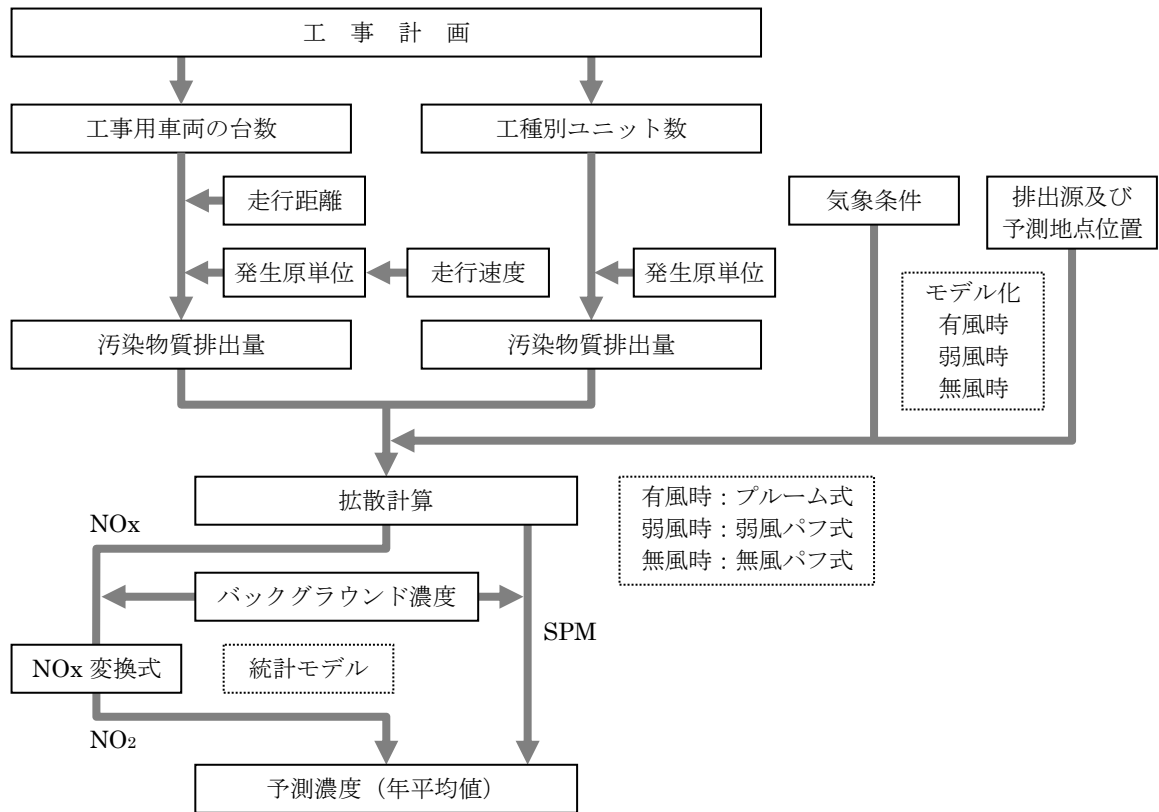 工 事 計 画
工事用車両の台数
工種別ユニット数
走行距離
気象条件
排出源及び
予測地点位置
発生原単位
走行速度
発生原単位
モデル化
有風時
弱風時
無風時
汚染物質排出量
汚染物質排出量
拡散計算
有風時：プルーム式
弱風時：弱風パフ式
無風時：無風パフ式
NOx
バックグラウンド濃度
SPM
NOx 変換式
統計モデル
NO₂
予測濃度（年平均値）